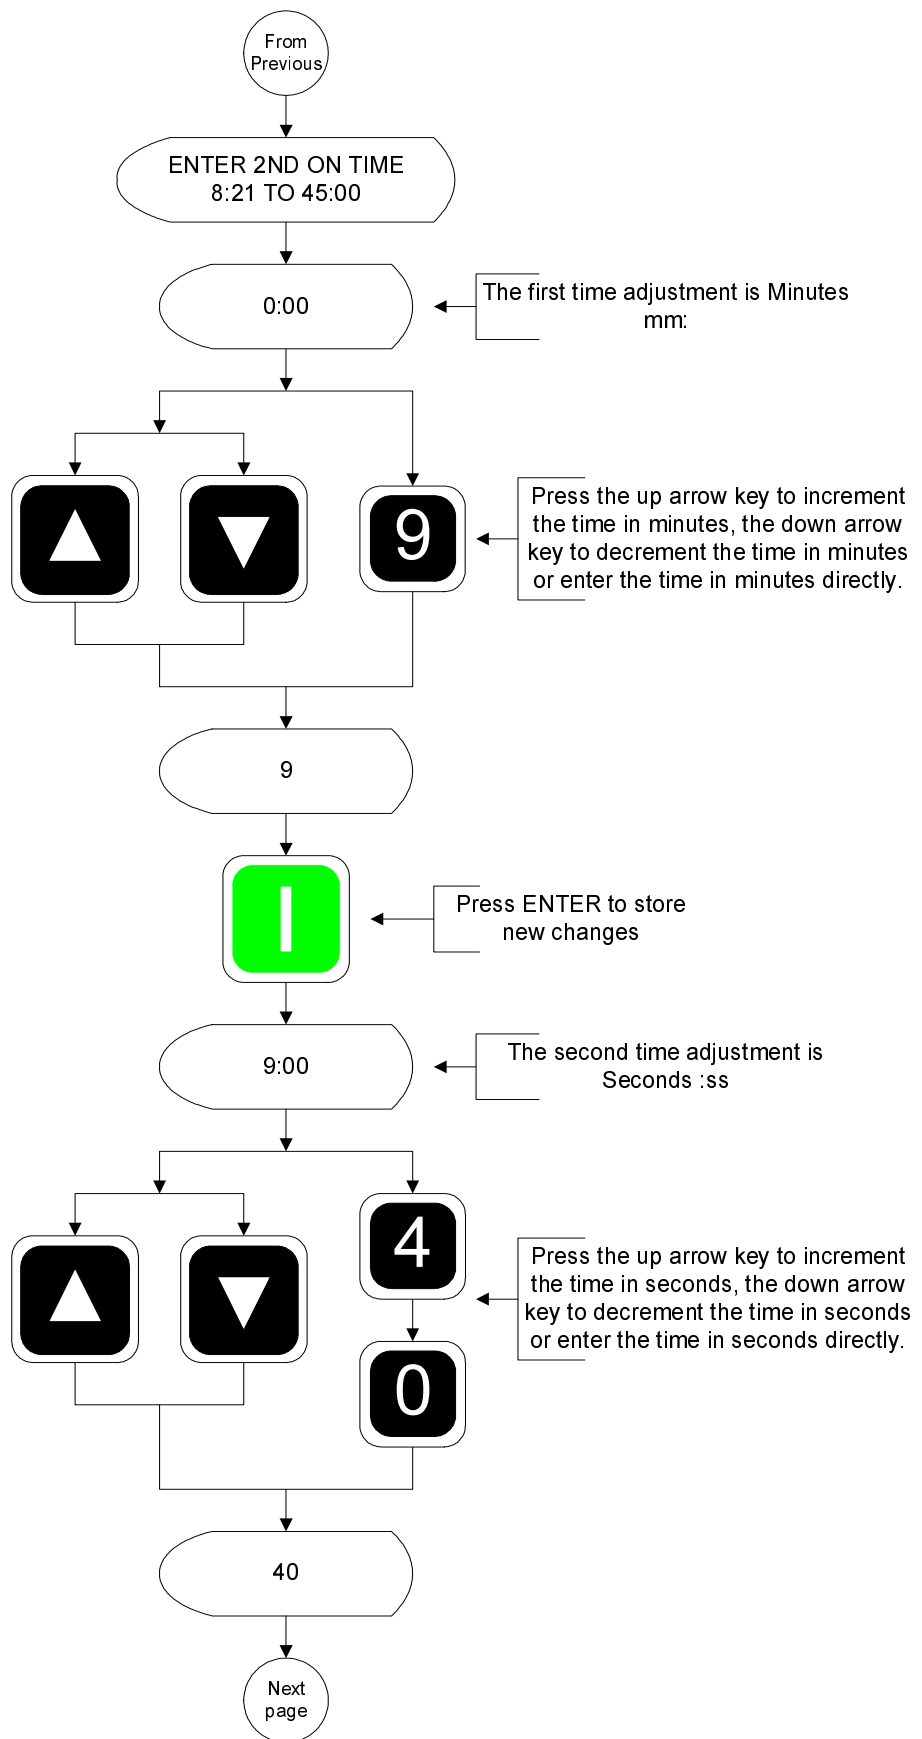 From
Previous
ENTER 2ND ON TIME
8:21 TO 45:00
0:00
The first time adjustment is Minutes
mm:
9
Press the up arrow key to increment
the time in minutes, the down arrow
key to decrement the time in minutes
or enter the time in minutes directly.
9
I
Press ENTER to store
new changes
9:00
The second time adjustment is
Seconds :ss
4
0
Press the up arrow key to increment
the time in seconds, the down arrow
key to decrement the time in seconds
or enter the time in seconds directly.
40
Next
page